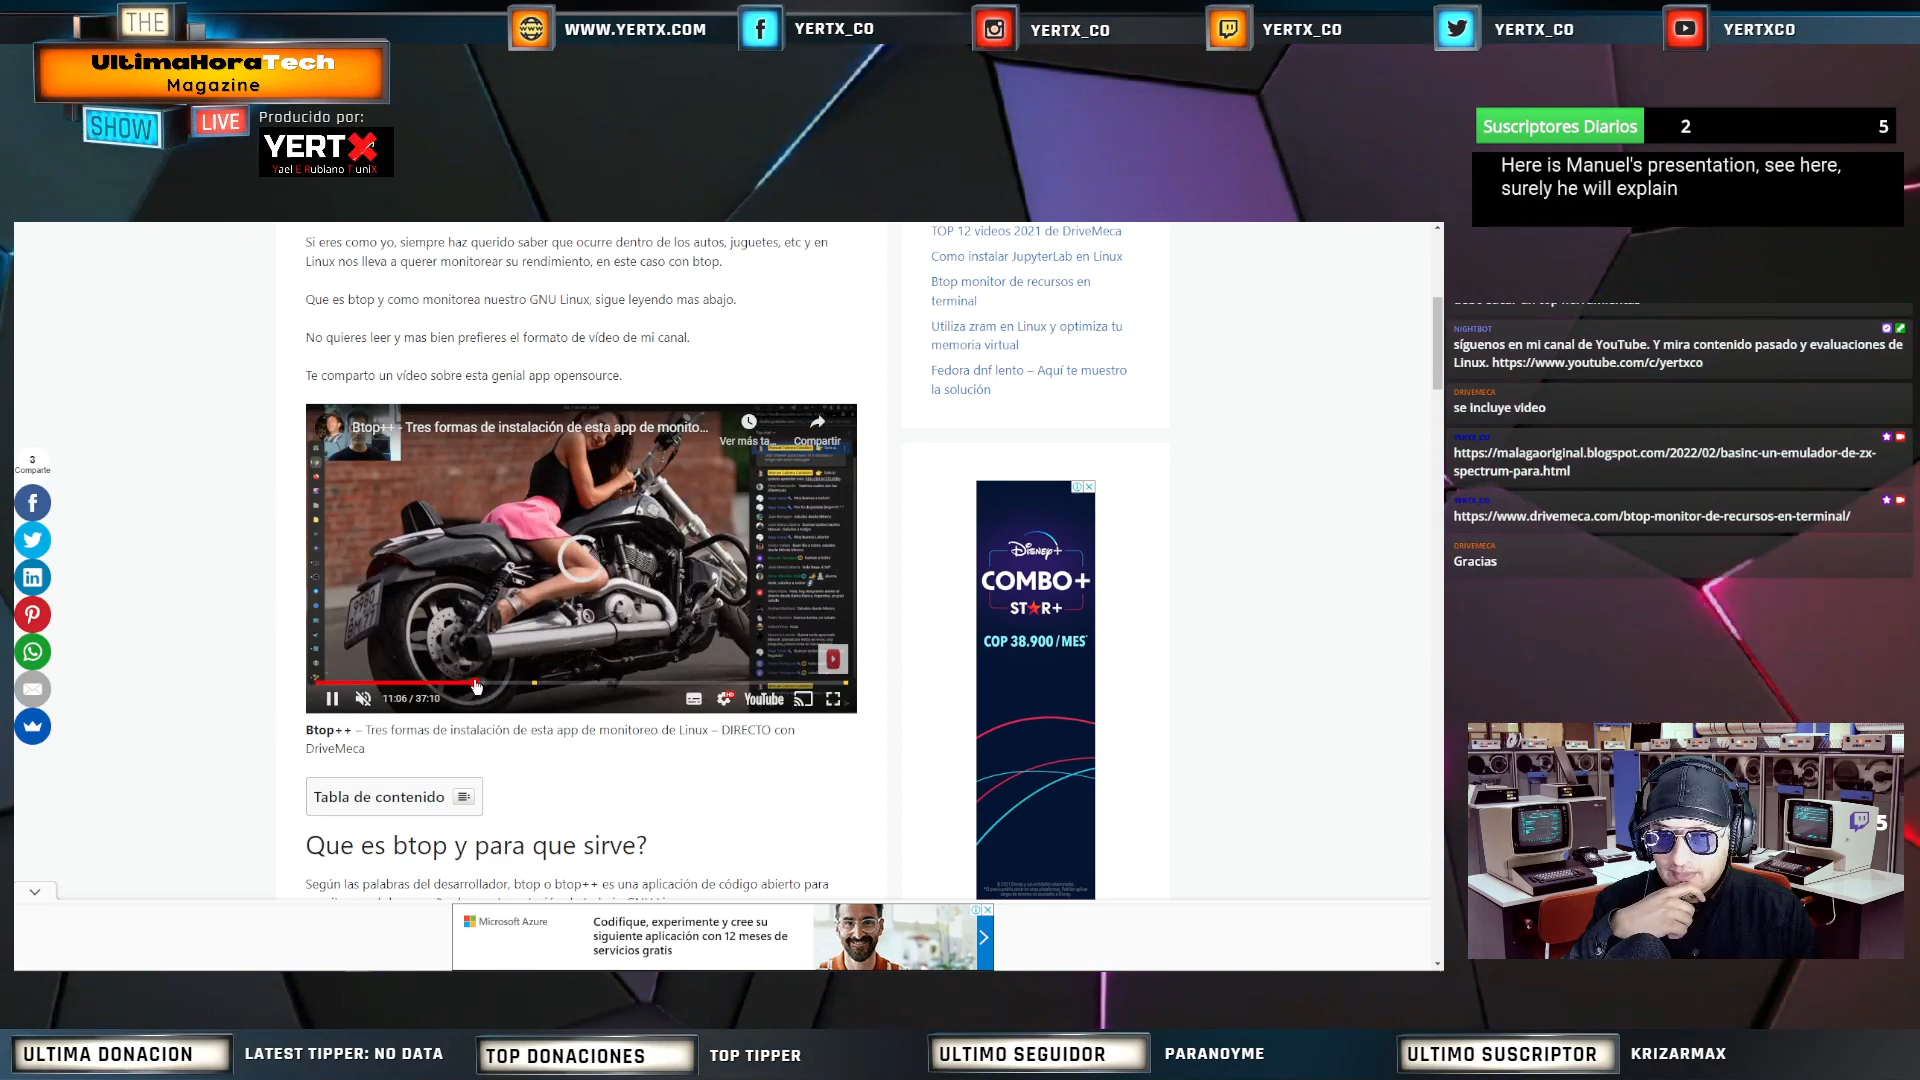 THE
UltimaHoraTech
Magazine
SHOW
LIVE
Producido por:
YERTX
Yael E Rubiano T uniX
WWW.YERTX.COM
YERTX_CO
YERTX_CO
YERTX_CO
YERTX_CO
YERTXCO
Suscriptores Diarios 2 5
Here is Manuel's presentation, see here,
surely he will explain
Si eres como yo, siempre haz querido saber que ocurre dentro de los autos, juguetes, etc y en
Linux nos lleva a querer monitorear su rendimiento, en este caso con btop.
Que es btop y como monitorea nuestro GNU Linux, sigue leyendo mas abajo.
No quieres leer y mas bien prefieres el formato de vídeo de mi canal.
Te comparto un vídeo sobre esta genial app opensource.
Btop++ - Tres formas de instalación de esta app de monito...
Ver más ta...
Compartir
9980
11:06 / 37:10
HD
YouTube
Btop++ – Tres formas de instalación de esta app de monitoreo de Linux – DIRECTO con
DriveMeca
Tabla de contenido
Que es btop y para que sirve?
Según las palabras del desarrollador, btop o btop++ es una aplicación de código abierto para
3
Comparte
TOP 12 videos 2021 de DriveMeca
Como instalar JupyterLab en Linux
Btop monitor de recursos en
terminal
Utiliza zram en Linux y optimiza tu
memoria virtual
Fedora dnf lento – Aquí te muestro
la solución
Disney+
COMBO+
STAR+
COP 38.900/MES*
Microsoft Azure
Codifique, experimente y cree su
siguiente aplicación con 12 meses de
servicios gratis
NIGHTBOT
síguenos en mi canal de YouTube. Y mira contenido pasado y evaluaciones de
Linux. https://www.youtube.com/c/yertxco
DRIVEMECA
se incluye video
YERTX_CO
https://malagaoriginal.blogspot.com/2022/02/basinc-un-emulador-de-zx-
spectrum-para.html
YERTX_CO
https://www.drivemeca.com/btop-monitor-de-recursos-en-terminal/
DRIVEMECA
Gracias
5
ULTIMA DONACION
LATEST TIPPER: NO DATA
TOP DONACIONES
TOP TIPPER
ULTIMO SEGUIDOR
PARANOYME
ULTIMO SUSCRIPTOR
KRIZARMAX